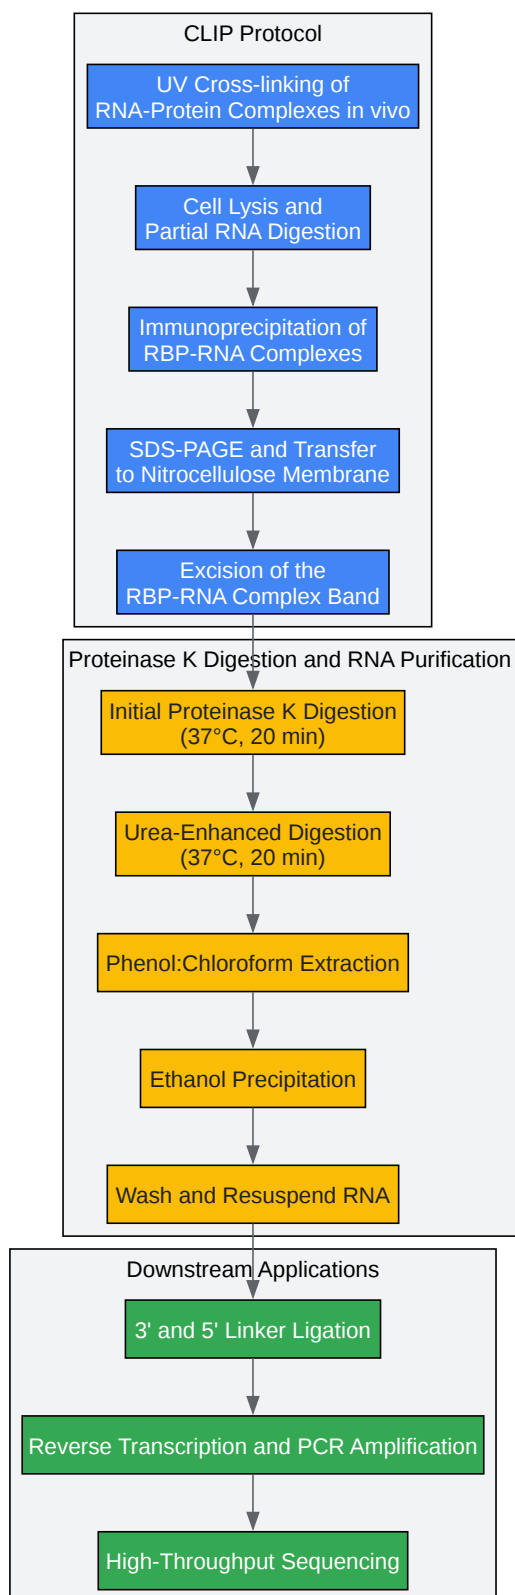 CLIP Protocol
UV Cross-linking of
RNA-Protein Complexes in vivo
Cell Lysis and
Partial RNA Digestion
Immunoprecipitation of
RBP-RNA Complexes
SDS-PAGE and Transfer
to Nitrocellulose Membrane
Excision of the
RBP-RNA Complex Band
Proteinase K Digestion and RNA Purification
Initial Proteinase K Digestion
(37°C, 20 min)
Urea-Enhanced Digestion
(37°C, 20 min)
Phenol:Chloroform Extraction
Ethanol Precipitation
Wash and Resuspend RNA
Downstream Applications
3' and 5' Linker Ligation
Reverse Transcription and PCR Amplification
High-Throughput Sequencing